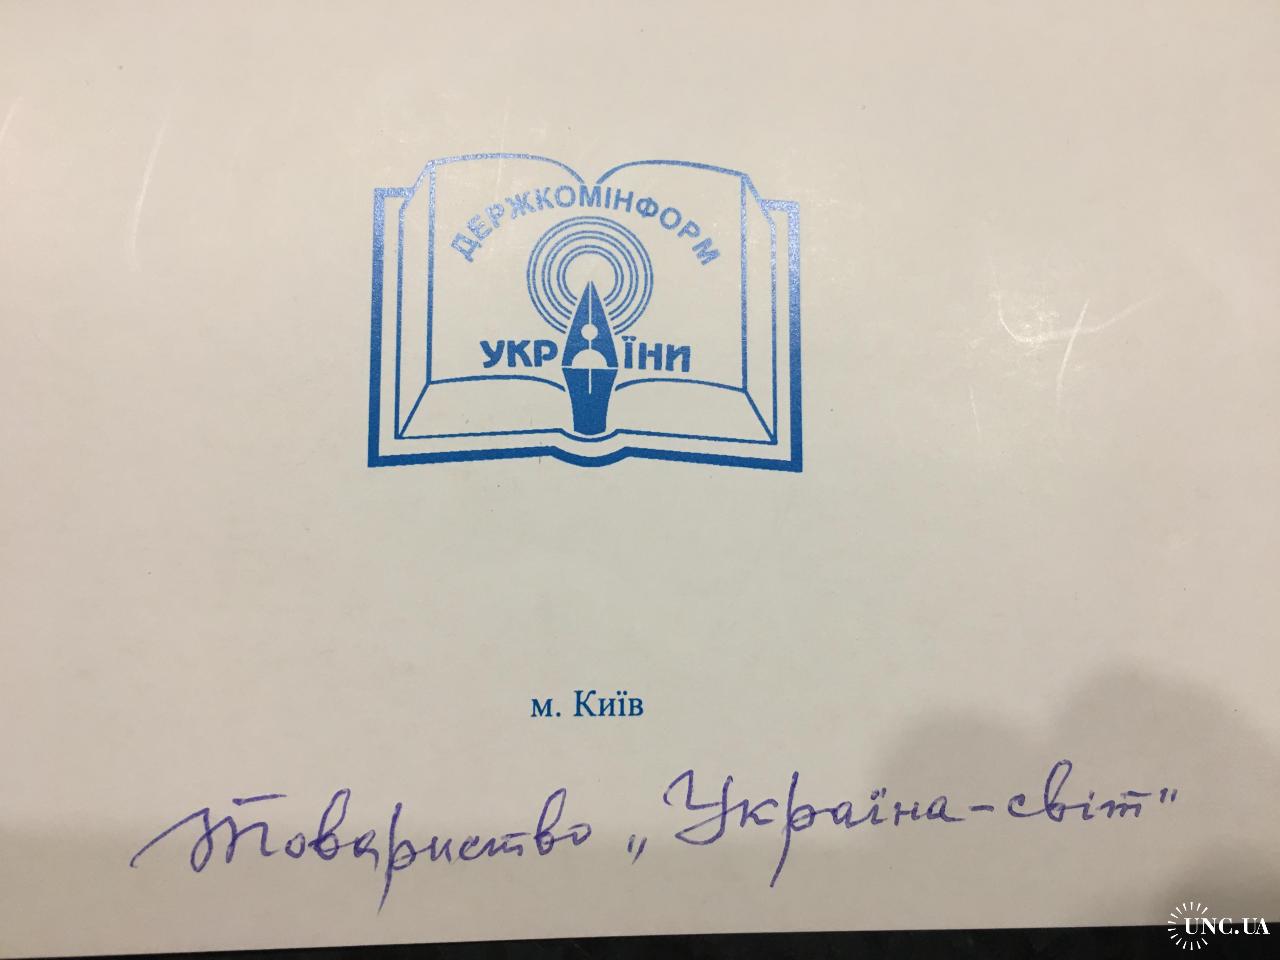 ДЕРЖКОМІНФОРМ
УКРАЇНИ
м. Київ
Товариство „Україна-світ"
UNC.UA